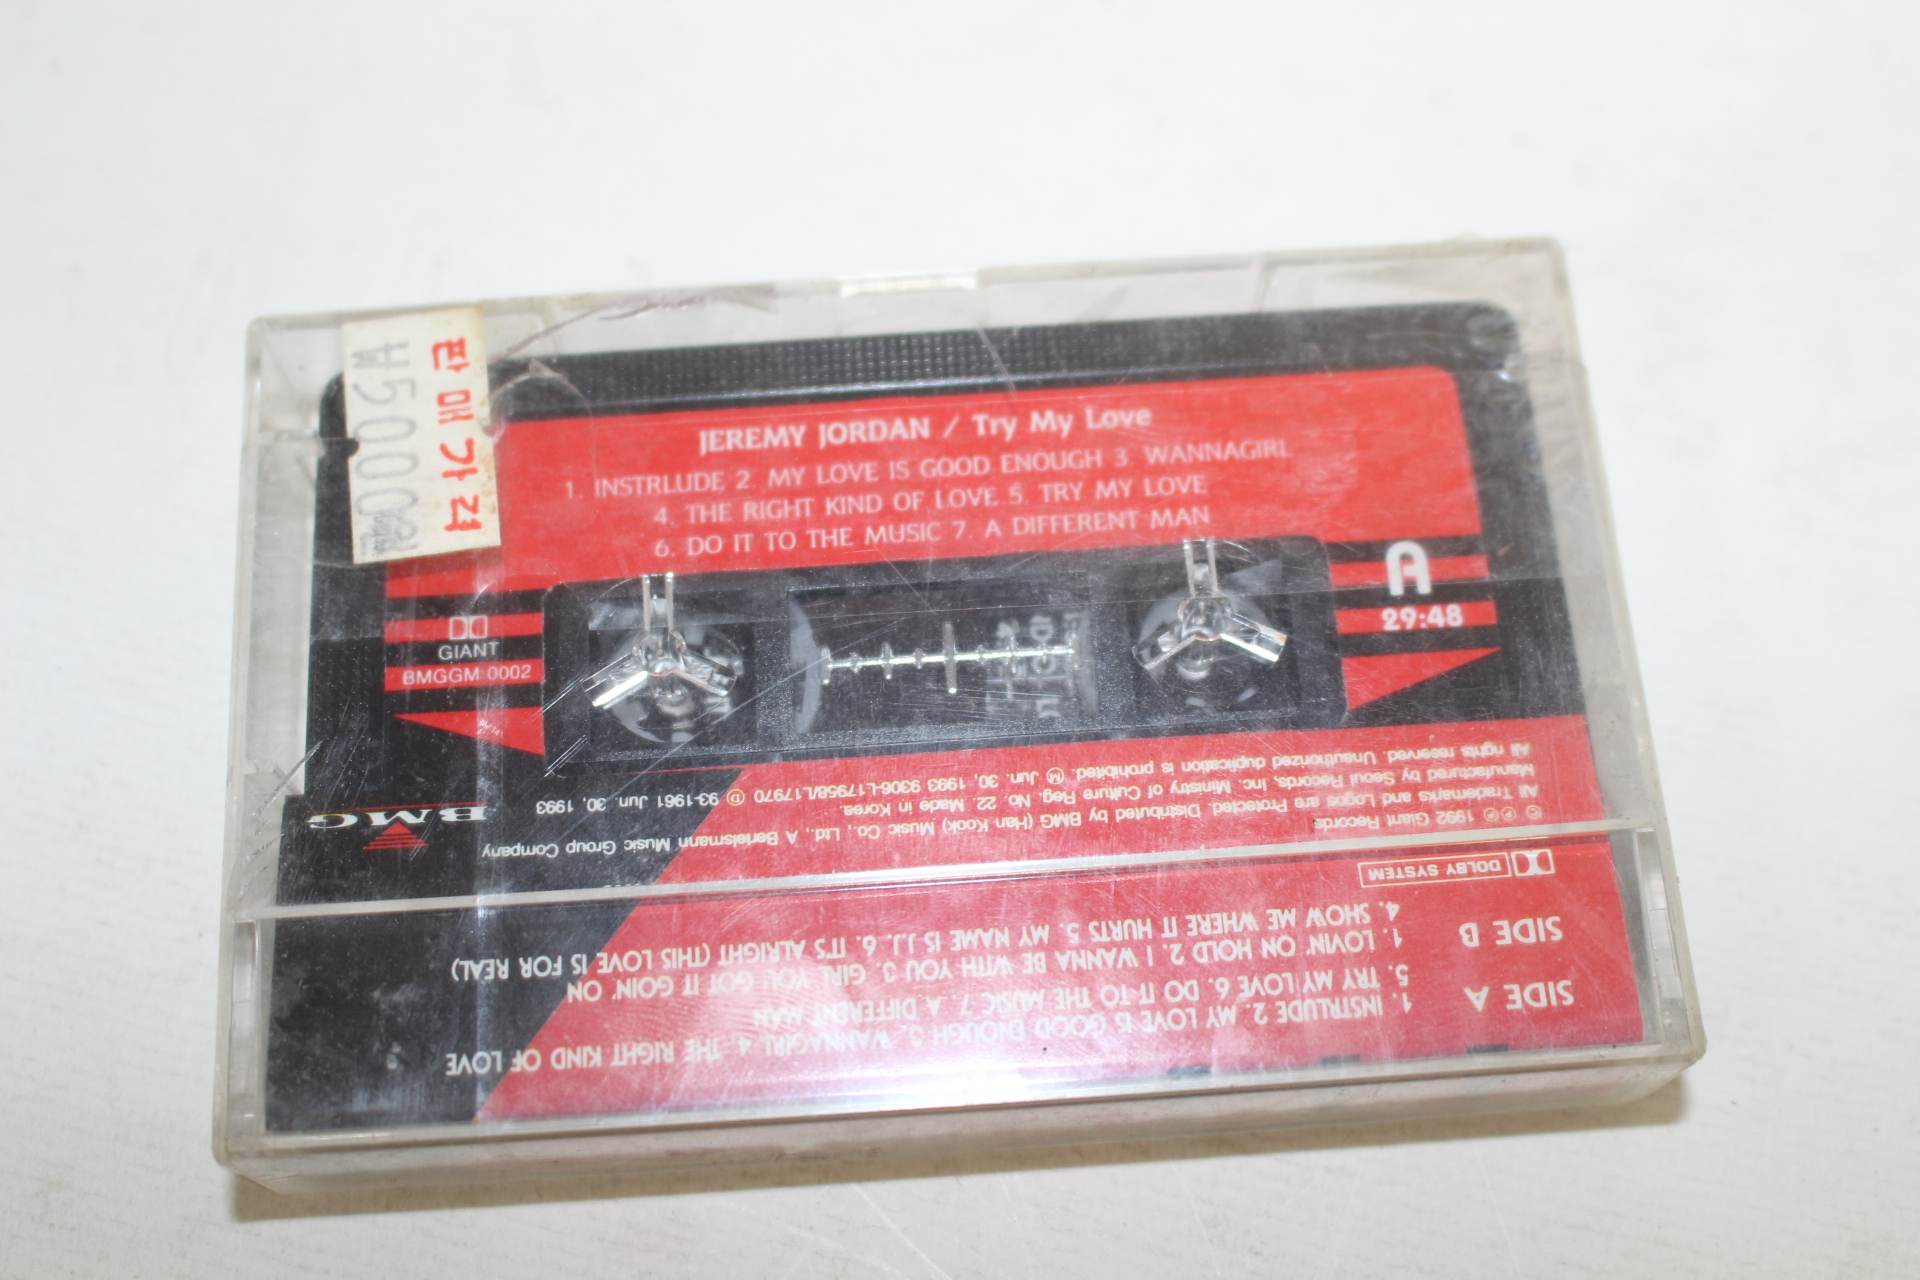 판매가격
₩5000
JEREMY JORDAN / Try My Love
1. INSTRLUDE 2. MY LOVE IS GOOD ENOUGH 3. WANNAGIRL
4. THE RIGHT KIND OF LOVE 5. TRY MY LOVE
6. DO IT TO THE MUSIC 7. A DIFFERENT MAN
A
29:48
GIANT
BMGGM 0002
© ℗ 1992 Giant Records.
All Trademarks and Logos are Protected. Distributed by BMG (Han Kook) Music Co., Ltd., A Bertelsmann Music Group Company
Manufactured by Seoul Records, Inc. Ministry of Culture Reg. No. 22. Made in Korea.
All rights reserved. Unauthorized duplication is prohibited. Ⓜ Jun. 30, 1993 9306-L17958/L17970 Ⓓ 93-1961 Jun. 30, 1993
BMG
SIDE A
1. INSTRLUDE 2. MY LOVE IS GOOD ENOUGH 3. WANNAGIRL 4. THE RIGHT KIND OF LOVE
5. TRY MY LOVE 6. DO IT TO THE MUSIC 7. A DIFFERENT MAN
SIDE B
1. LOVIN' ON HOLD 2. I WANNA BE WITH YOU 3. GIRL YOU GOT IT GOIN' ON
4. SHOW ME WHERE IT HURTS 5. MY NAME IS J.J. 6. IT'S ALRIGHT (THIS LOVE IS FOR REAL)
DOLBY SYSTEM